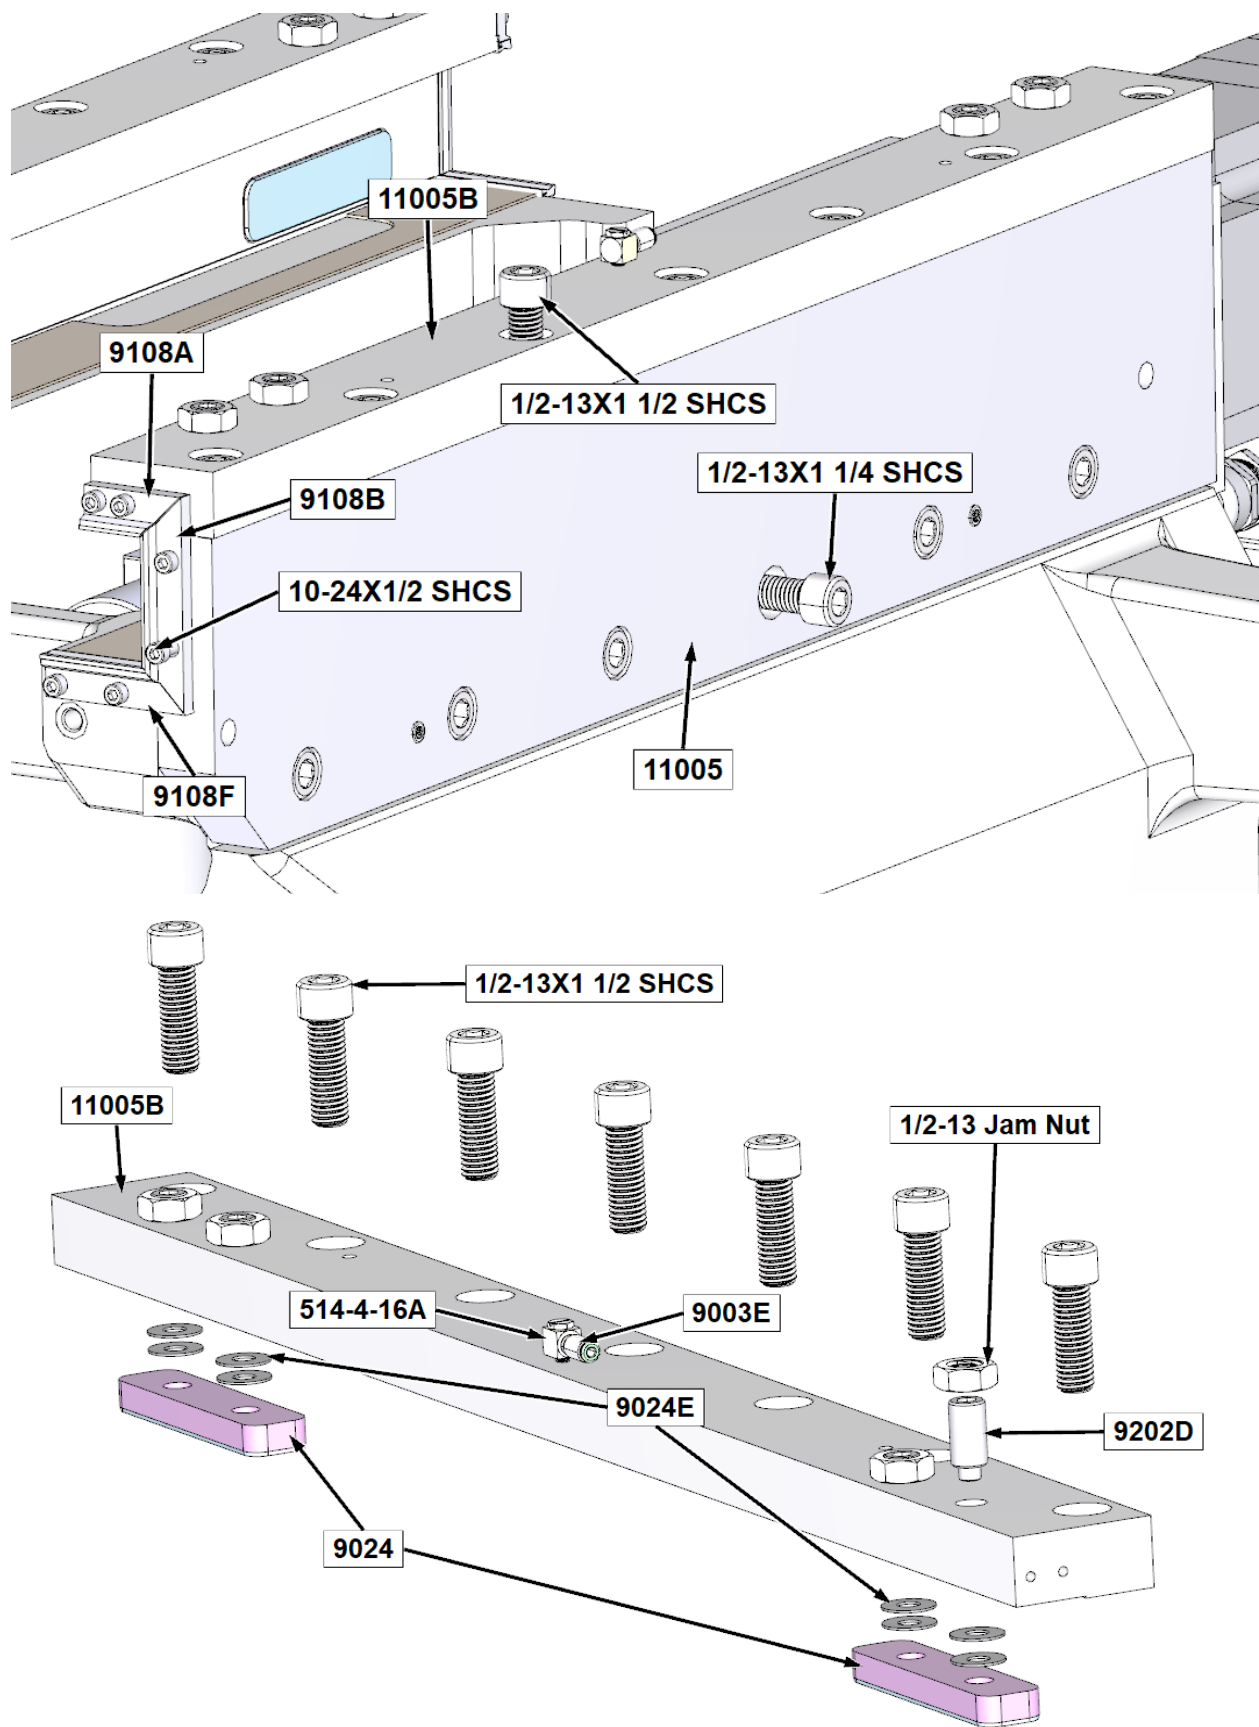 11005B
9108A
1/2-13X1 1/2 SHCS
1/2-13X1 1/4 SHCS
9108B
10-24X1/2 SHCS
11005
9108F
1/2-13X1 1/2 SHCS
11005B
1/2-13 Jam Nut
514-4-16A
9003E
9024E
9202D
9024